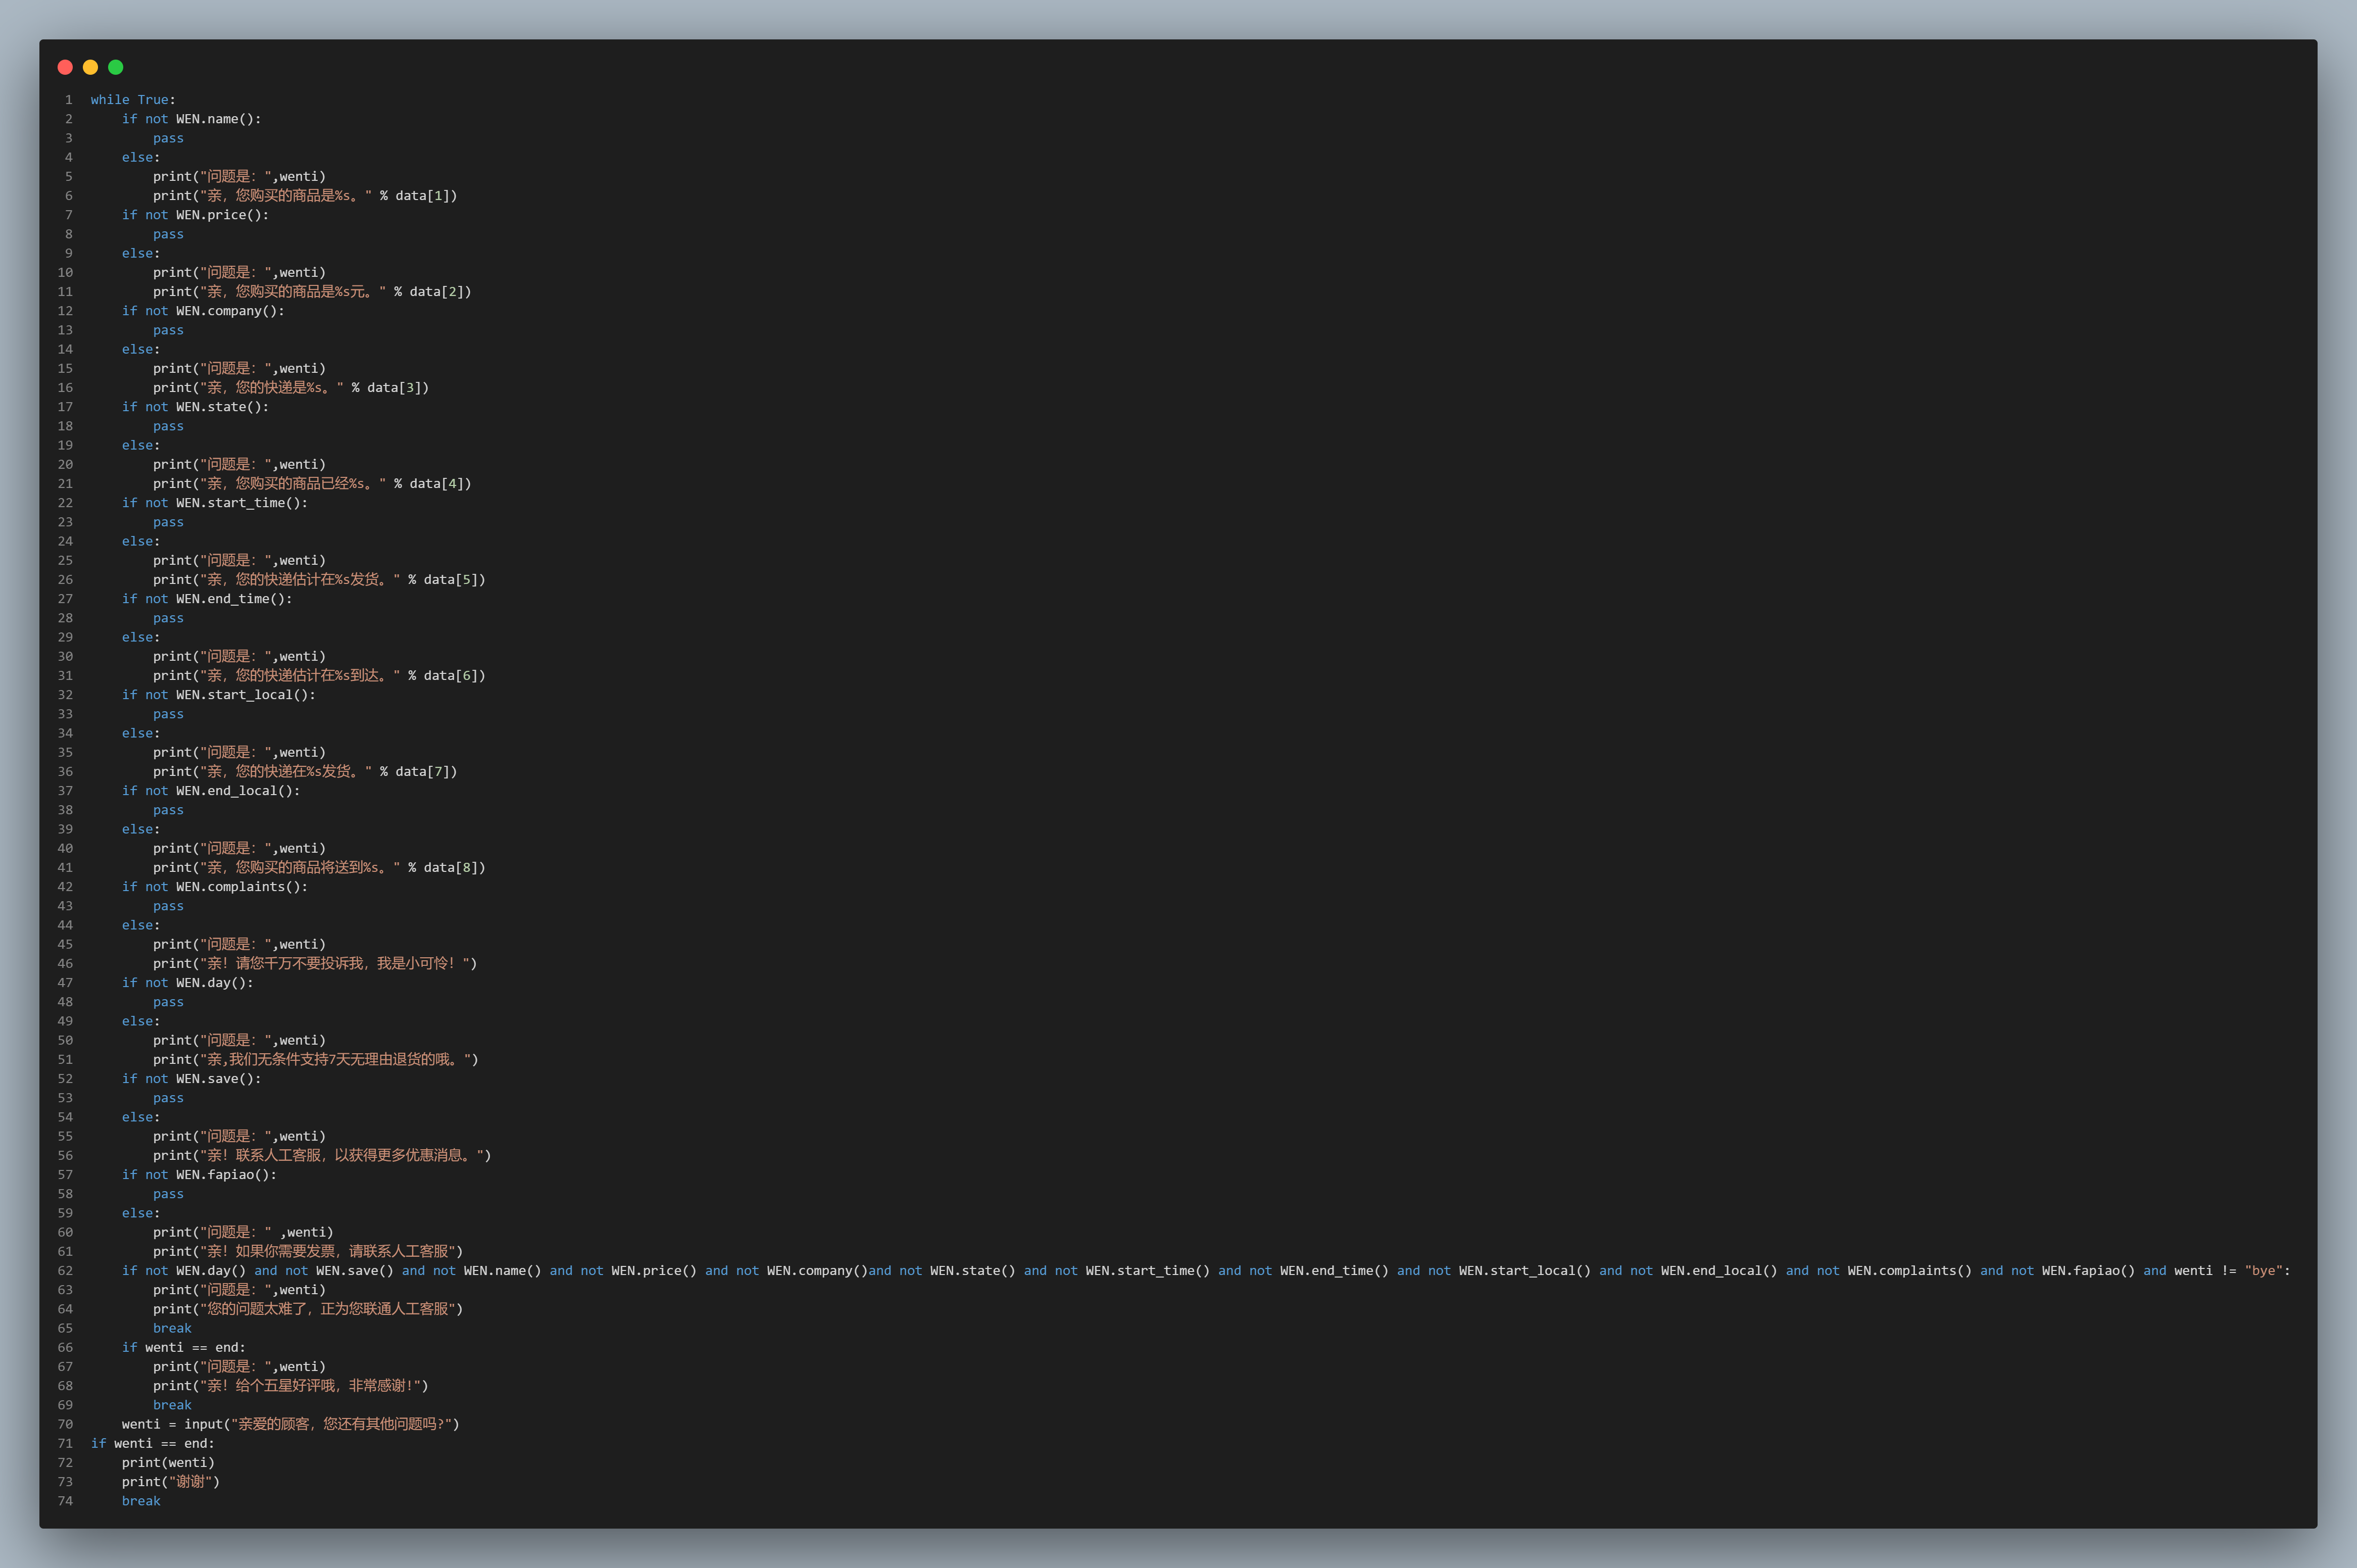 1 while True:
2     if not WEN.name():
3         pass
4     else:
5         print("问题是：",wenti)
6         print("亲，您购买的商品是%s。" % data[1])
7     if not WEN.price():
8         pass
9     else:
10         print("问题是：",wenti)
11         print("亲，您购买的商品是%s元。" % data[2])
12     if not WEN.company():
13         pass
14     else:
15         print("问题是：",wenti)
16         print("亲，您的快递是%s。" % data[3])
17     if not WEN.state():
18         pass
19     else:
20         print("问题是：",wenti)
21         print("亲，您购买的商品已经%s。" % data[4])
22     if not WEN.start_time():
23         pass
24     else:
25         print("问题是：",wenti)
26         print("亲，您的快递估计在%s发货。" % data[5])
27     if not WEN.end_time():
28         pass
29     else:
30         print("问题是：",wenti)
31         print("亲，您的快递估计在%s到达。" % data[6])
32     if not WEN.start_local():
33         pass
34     else:
35         print("问题是：",wenti)
36         print("亲，您的快递在%s发货。" % data[7])
37     if not WEN.end_local():
38         pass
39     else:
40         print("问题是：",wenti)
41         print("亲，您购买的商品将送到%s。" % data[8])
42     if not WEN.complaints():
43         pass
44     else:
45         print("问题是：",wenti)
46         print("亲！请您千万不要投诉我，我是小可怜！")
47     if not WEN.day():
48         pass
49     else:
50         print("问题是：",wenti)
51         print("亲,我们无条件支持7天无理由退货的哦。")
52     if not WEN.save():
53         pass
54     else:
55         print("问题是：",wenti)
56         print("亲！联系人工客服，以获得更多优惠消息。")
57     if not WEN.fapiao():
58         pass
59     else:
60         print("问题是：" ,wenti)
61         print("亲！如果你需要发票，请联系人工客服")
62     if not WEN.day() and not WEN.save() and not WEN.name() and not WEN.price() and not WEN.company()and not WEN.state() and not WEN.start_time() and not WEN.end_time() and not WEN.start_local() and not WEN.end_local() and not WEN.complaints() and not WEN.fapiao() and wenti != "bye":
63         print("问题是：",wenti)
64         print("您的问题太难了，正为您联通人工客服")
65         break
66     if wenti == end:
67         print("问题是：",wenti)
68         print("亲！给个五星好评哦，非常感谢!")
69         break
70     wenti = input("亲爱的顾客，您还有其他问题吗?")
71 if wenti == end:
72     print(wenti)
73     print("谢谢")
74     break